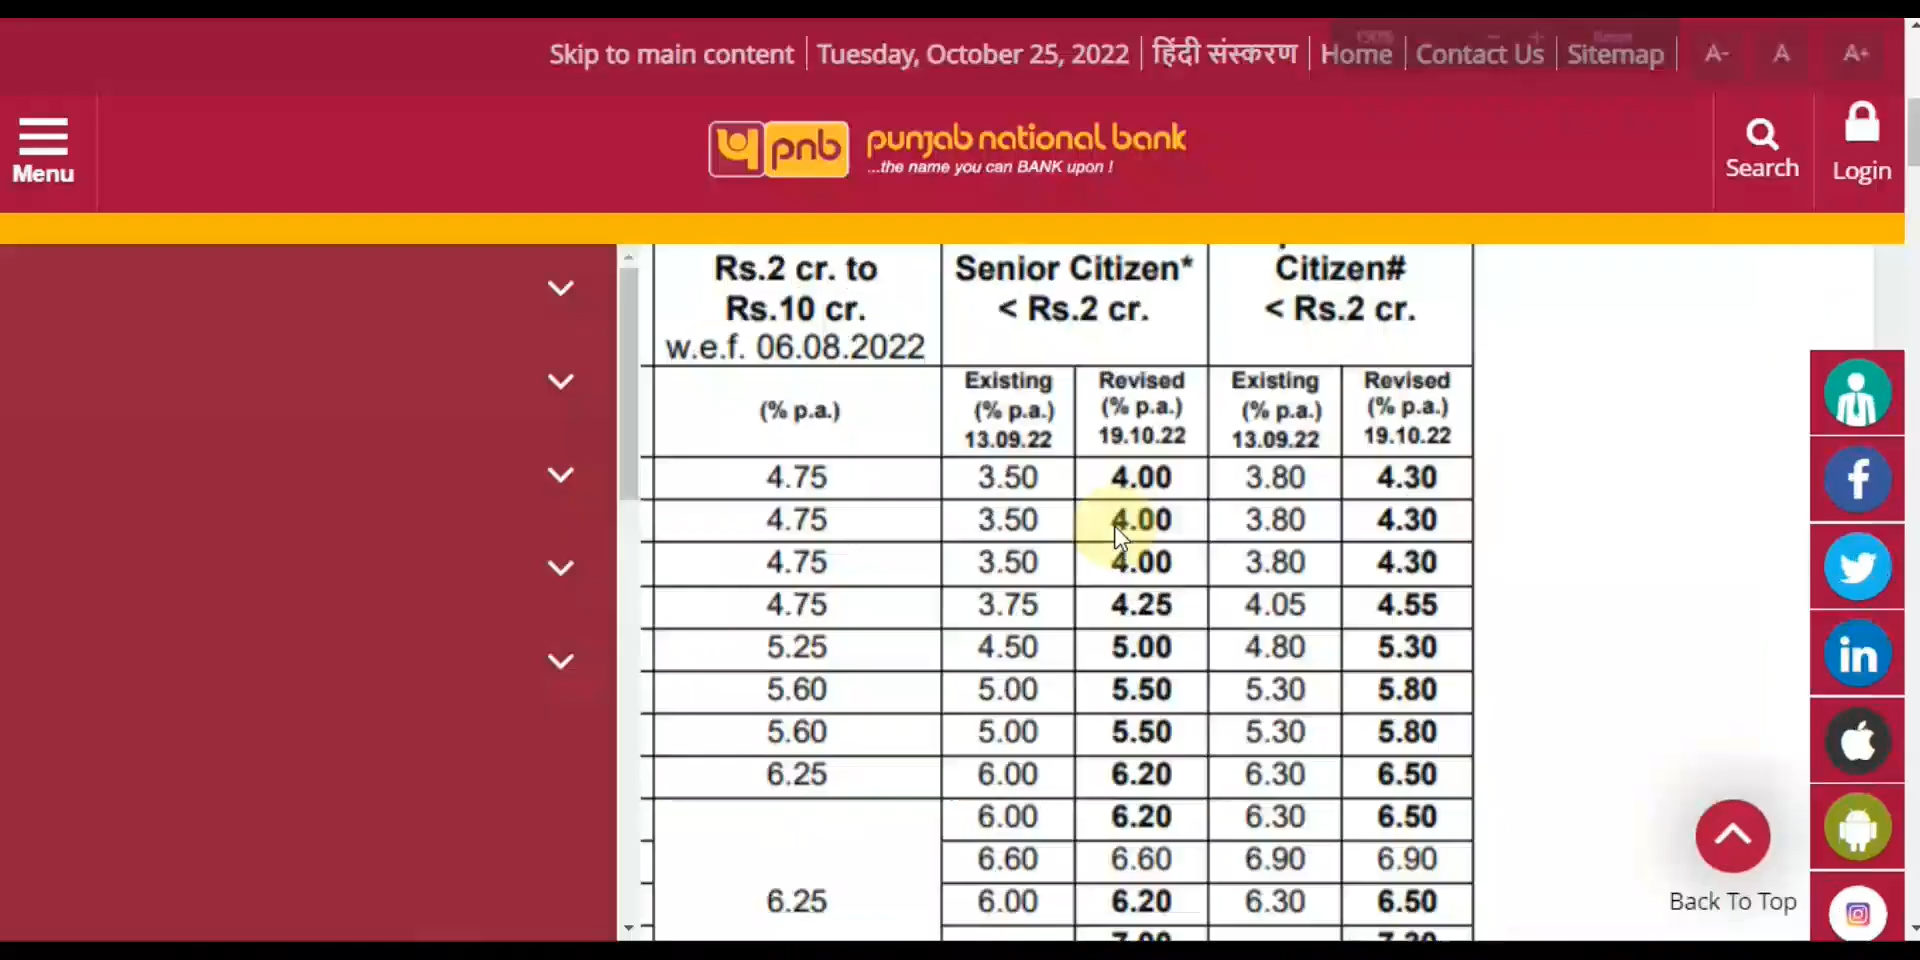 Skip to main content Tuesday, October 25, 2022 हिंदी संस्करण Home Contact Us Sitemap A- A A+
Menu
पण pnb punjab national bank
...the name you can BANK upon !
Search
Login
Rs.2 cr. to Senior Citizen* Citizen#
Rs.10 cr. < Rs.2 cr. < Rs.2 cr.
w.e.f. 06.08.2022
Existing Revised Existing Revised
(% p.a.) (% p.a.) (% p.a.) (% p.a.) (% p.a.)
13.09.22 19.10.22 13.09.22 19.10.22
4.75 3.50 4.00 3.80 4.30
4.75 3.50 4.00 3.80 4.30
4.75 3.50 4.00 3.80 4.30
4.75 3.75 4.25 4.05 4.55
5.25 4.50 5.00 4.80 5.30
5.60 5.00 5.50 5.30 5.80
5.60 5.00 5.50 5.30 5.80
6.25 6.00 6.20 6.30 6.50
6.00 6.20 6.30 6.50
6.60 6.60 6.90 6.90
6.25 6.00 6.20 6.30 6.50
Back To Top